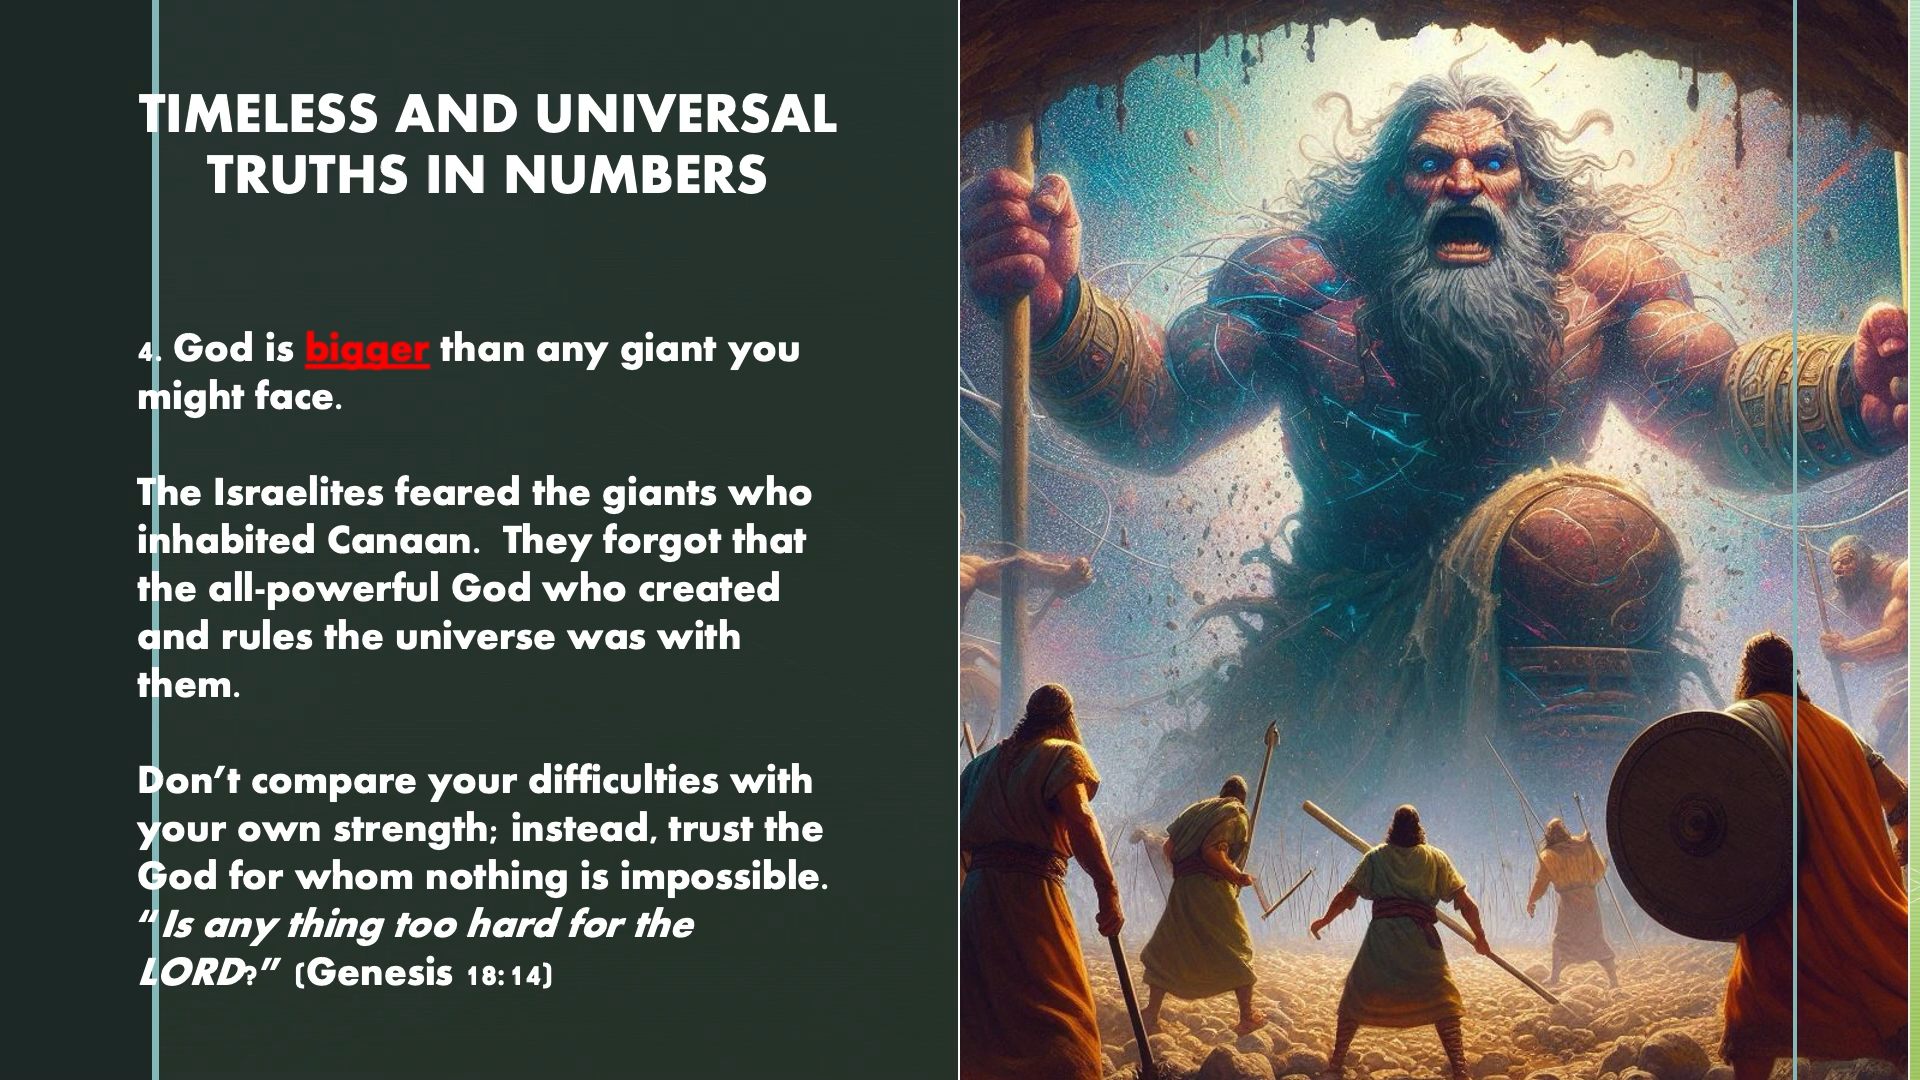 TIMELESS AND UNIVERSAL
TRUTHS IN NUMBERS
4. God is bigger than any giant you
might face.
The Israelites feared the giants who
inhabited Canaan.  They forgot that
the all-powerful God who created
and rules the universe was with
them.
Don’t compare your difficulties with
your own strength; instead, trust the
God for whom nothing is impossible.
“Is any thing too hard for the
LORD?” (Genesis 18:14)